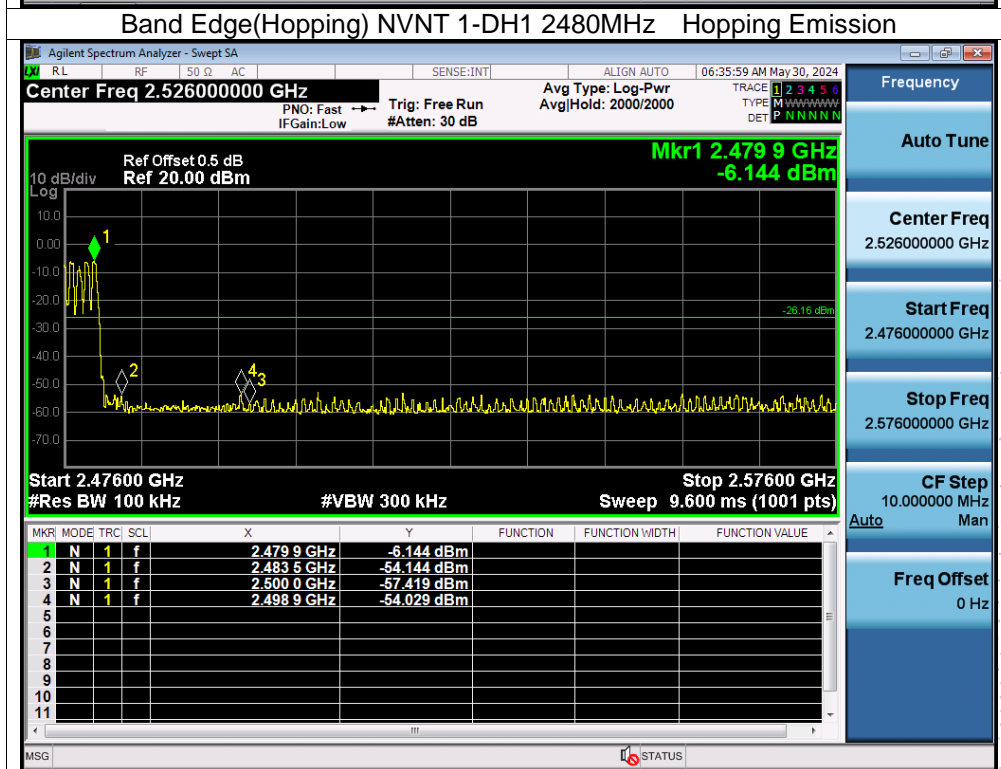 Band Edge(Hopping) NVNT 1-DH1 2480MHz    Hopping Emission
Agilent Spectrum Analyzer - Swept SA
LXI RL RF 50 Ω AC SENSE:INT ALIGN AUTO 06:35:59 AM May 30, 2024
Center Freq 2.526000000 GHz
PNO: Fast
IFGain:Low
Trig: Free Run
#Atten: 30 dB
Avg Type: Log-Pwr
Avg|Hold: 2000/2000
TRACE 1 2 3 4 5 6
TYPE M WWWWW
DET P N N N N N
Ref Offset 0.5 dB
10 dB/div Ref 20.00 dBm
Log
Mkr1 2.479 9 GHz
-6.144 dBm
10.0
0.00
-10.0
-20.0
-30.0
-40.0
-50.0
-60.0
-70.0
1
2
4
3
-26.16 dBm
Start 2.47600 GHz Stop 2.57600 GHz
#Res BW 100 kHz #VBW 300 kHz Sweep 9.600 ms (1001 pts)
MKR MODE TRC SCL X Y FUNCTION FUNCTION WIDTH FUNCTION VALUE
1 N 1 f 2.479 9 GHz -6.144 dBm
2 N 1 f 2.483 5 GHz -54.144 dBm
3 N 1 f 2.500 0 GHz -57.419 dBm
4 N 1 f 2.498 9 GHz -54.029 dBm
5
6
7
8
9
10
11
MSG STATUS
Frequency
Auto Tune
Center Freq
2.526000000 GHz
Start Freq
2.476000000 GHz
Stop Freq
2.576000000 GHz
CF Step
10.000000 MHz
Auto Man
Freq Offset
0 Hz